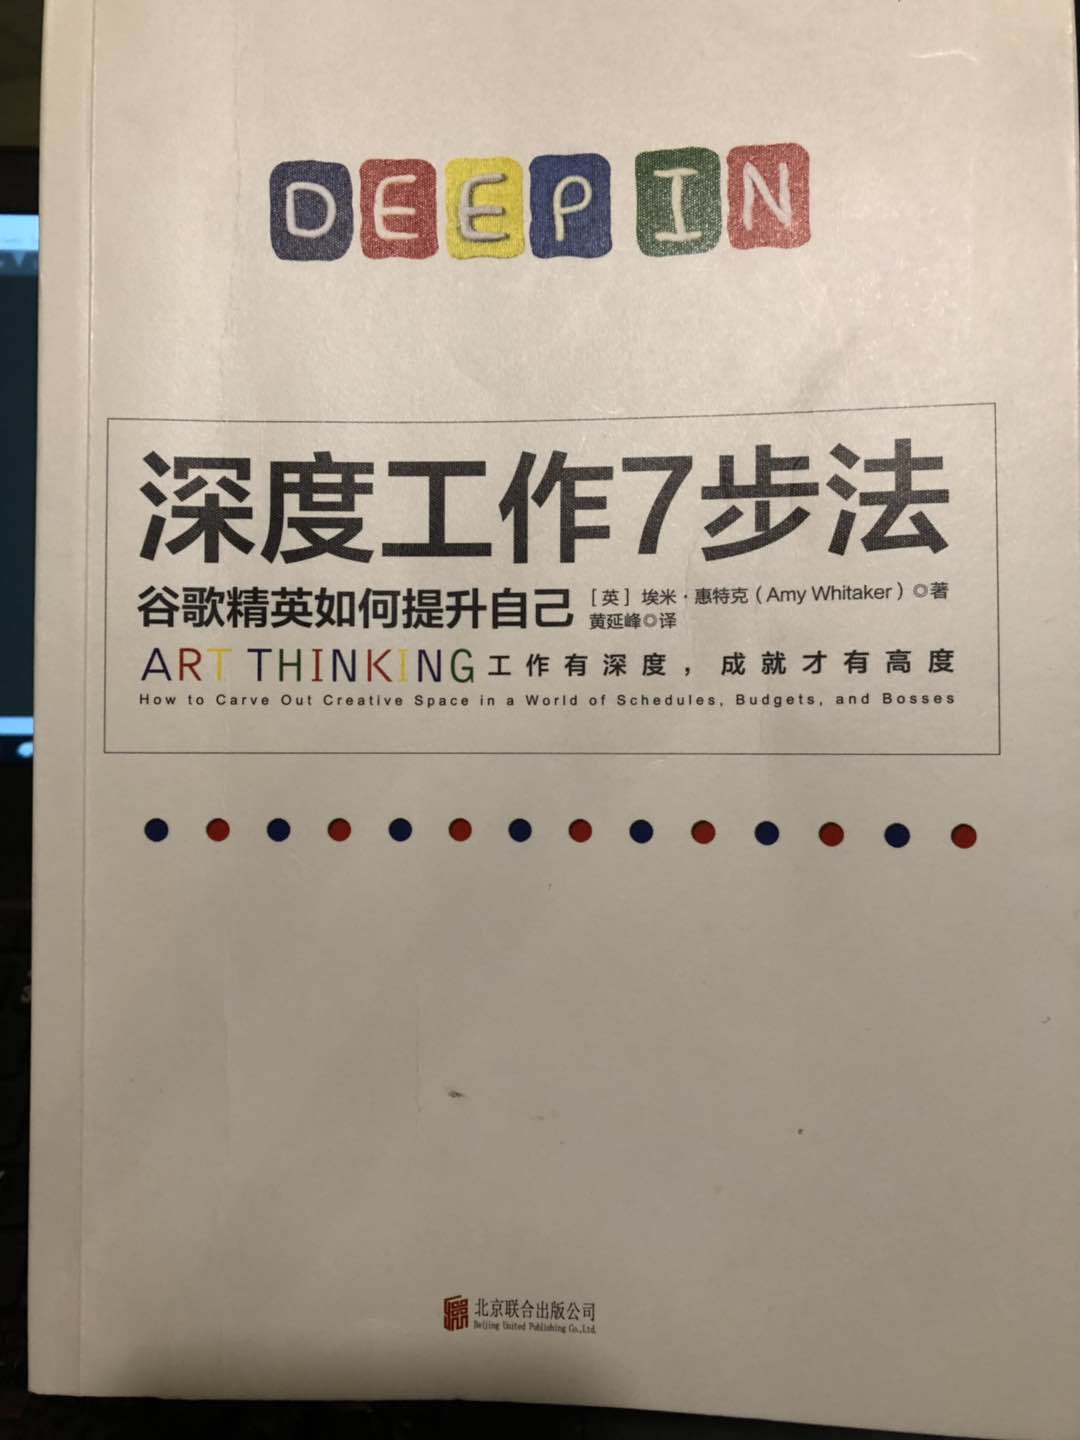 DEEP IN
深度工作7步法
谷歌精英如何提升自己 [英]埃米·惠特克(Amy Whitaker)◎著
黄延峰◎译
ART THINKING 工作有深度，成就才有高度
How to Carve Out Creative Space in a World of Schedules, Budgets, and Bosses
北京联合出版公司
Beijing United Publishing Co.,Ltd.